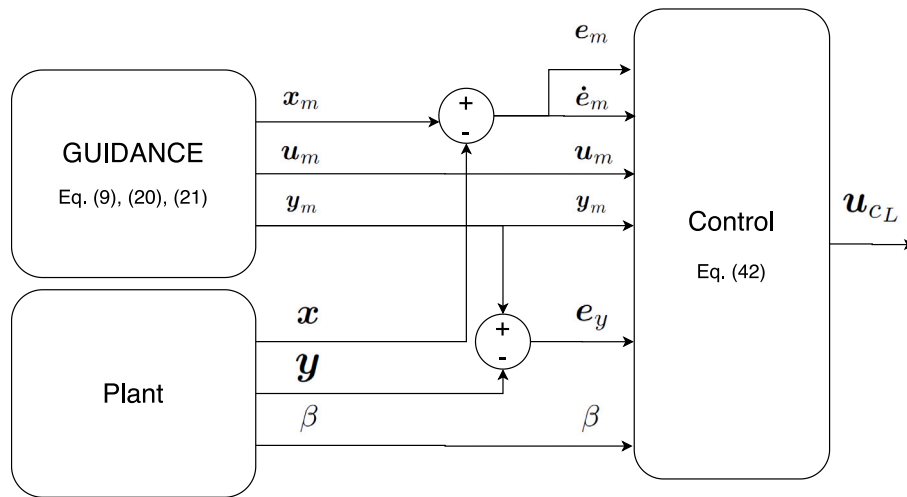 GUIDANCE
Eq. (9), (20), (21)
x_m
u_m
y_m
+
-
e_m
ė_m
u_m
y_m
Control
Eq. (42)
u_{c_L}
Plant
x
y
β
+
-
e_y
β